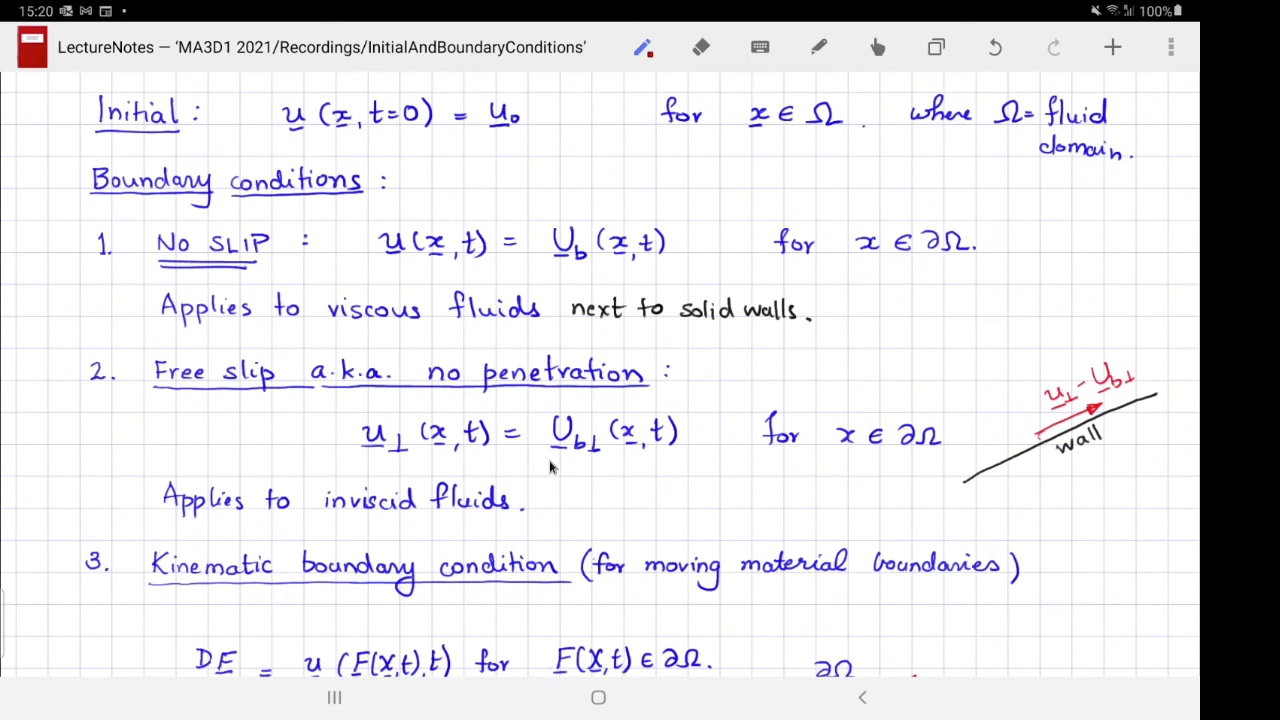 15:20
100%
LectureNotes — ‘MA3D1 2021/Recordings/InitialAndBoundaryConditions’
Initial : u (x, t=0) = u₀ for x ∈ Ω. where Ω = fluid
domain.
Boundary conditions :
1. NO SLIP : u(x,t) = U_b (x,t) for x ∈ ∂Ω.
Applies to viscous fluids next to solid walls.
2. Free slip a.k.a. no penetration :
u_⊥ - U_b⊥
wall
u_⊥ (x,t) = U_b⊥ (x,t) for x ∈ ∂Ω
Applies to inviscid fluids.
3. Kinematic boundary condition (for moving material boundaries)
DF = u (F(X,t),t) for F(X,t) ∈ ∂Ω.
∂Ω